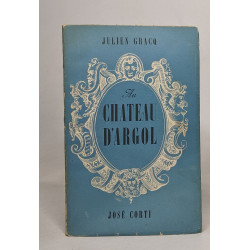 JULIEN GRACQ
Au
CHATEAU
D'ARGOL
JOSÉ CORTI